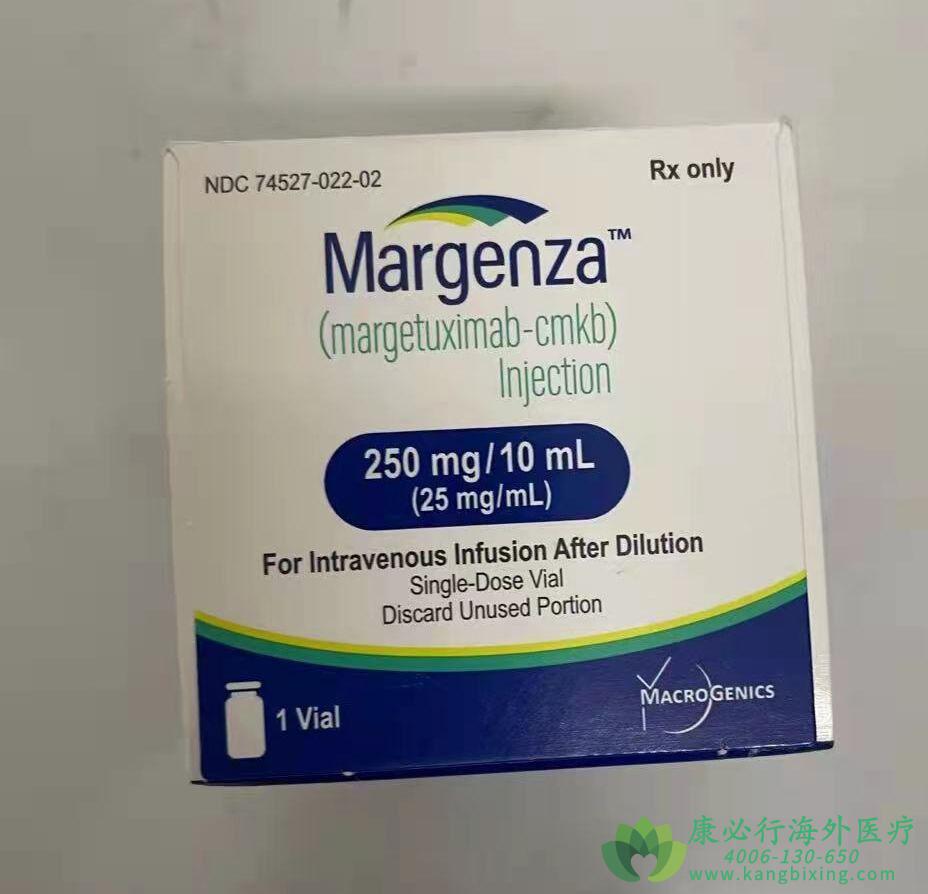 NDC 74527-022-02
Rx only
Margenza™
(margetuximab-cmkb)
Injection
250 mg/10 mL
(25 mg/mL)
For Intravenous Infusion After Dilution
Single-Dose Vial
Discard Unused Portion
1 Vial
MACROGENICS
康必行海外医疗
4006-130-650
www.kangbixing.com